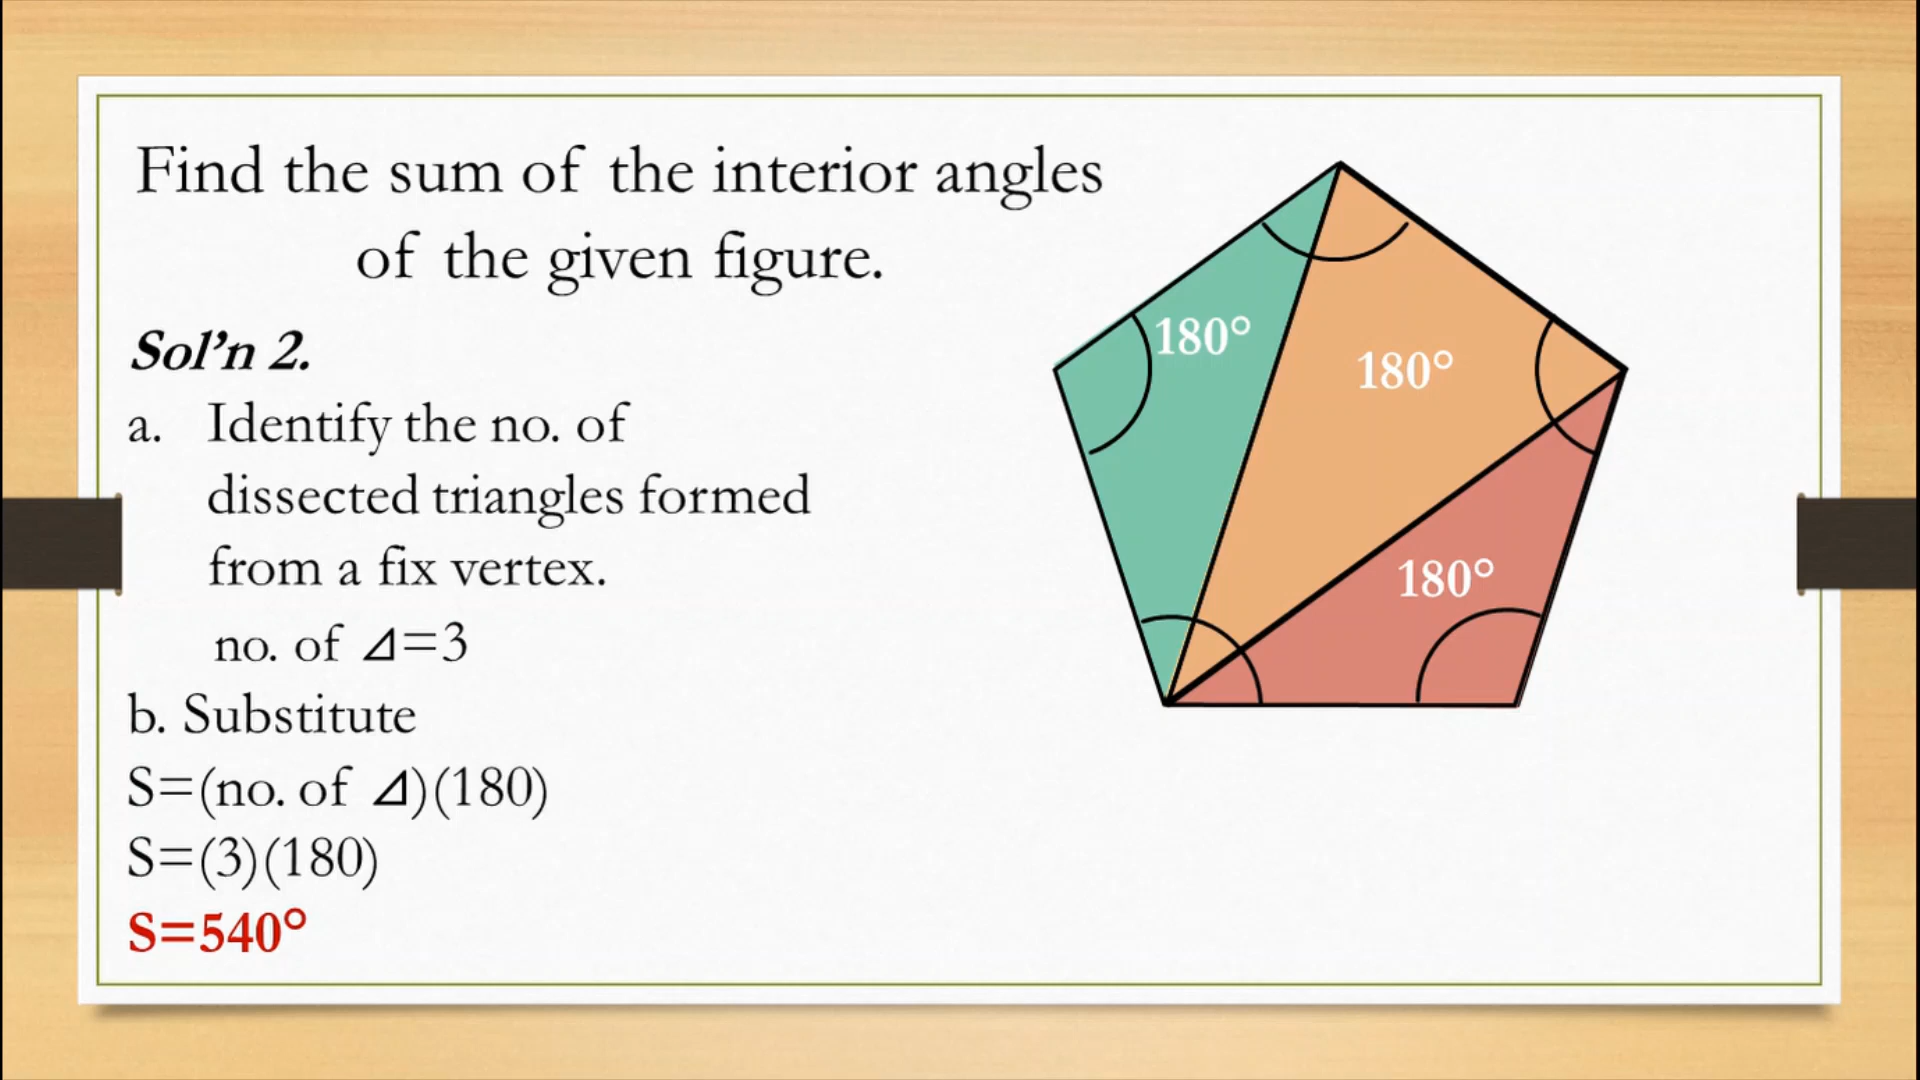 Find the sum of the interior angles
of the given figure.
Sol'n 2.
a. Identify the no. of
dissected triangles formed
from a fix vertex.
no. of ⊿=3
b. Substitute
S=(no. of ⊿)(180)
S=(3)(180)
S=540°
180°
180°
180°